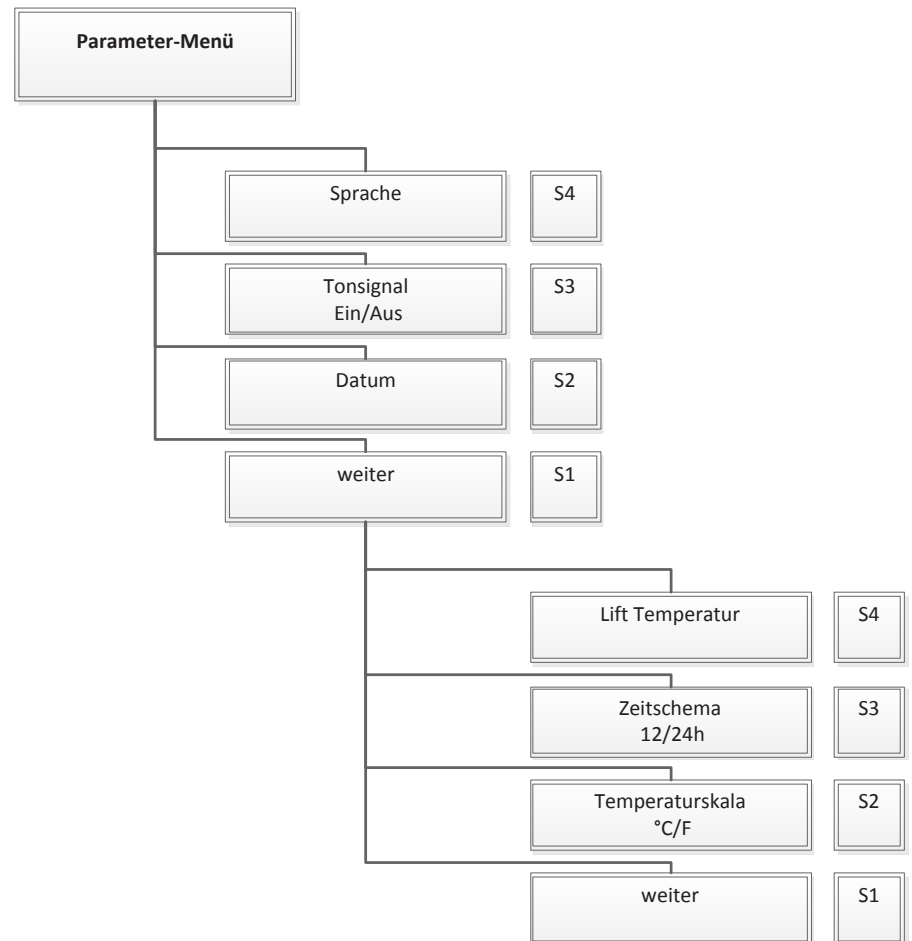 Parameter-Menü
Sprache
S4
Tonsignal
Ein/Aus
S3
Datum
S2
weiter
S1
Lift Temperatur
S4
Zeitschema
12/24h
S3
Temperaturskala
°C/F
S2
weiter
S1